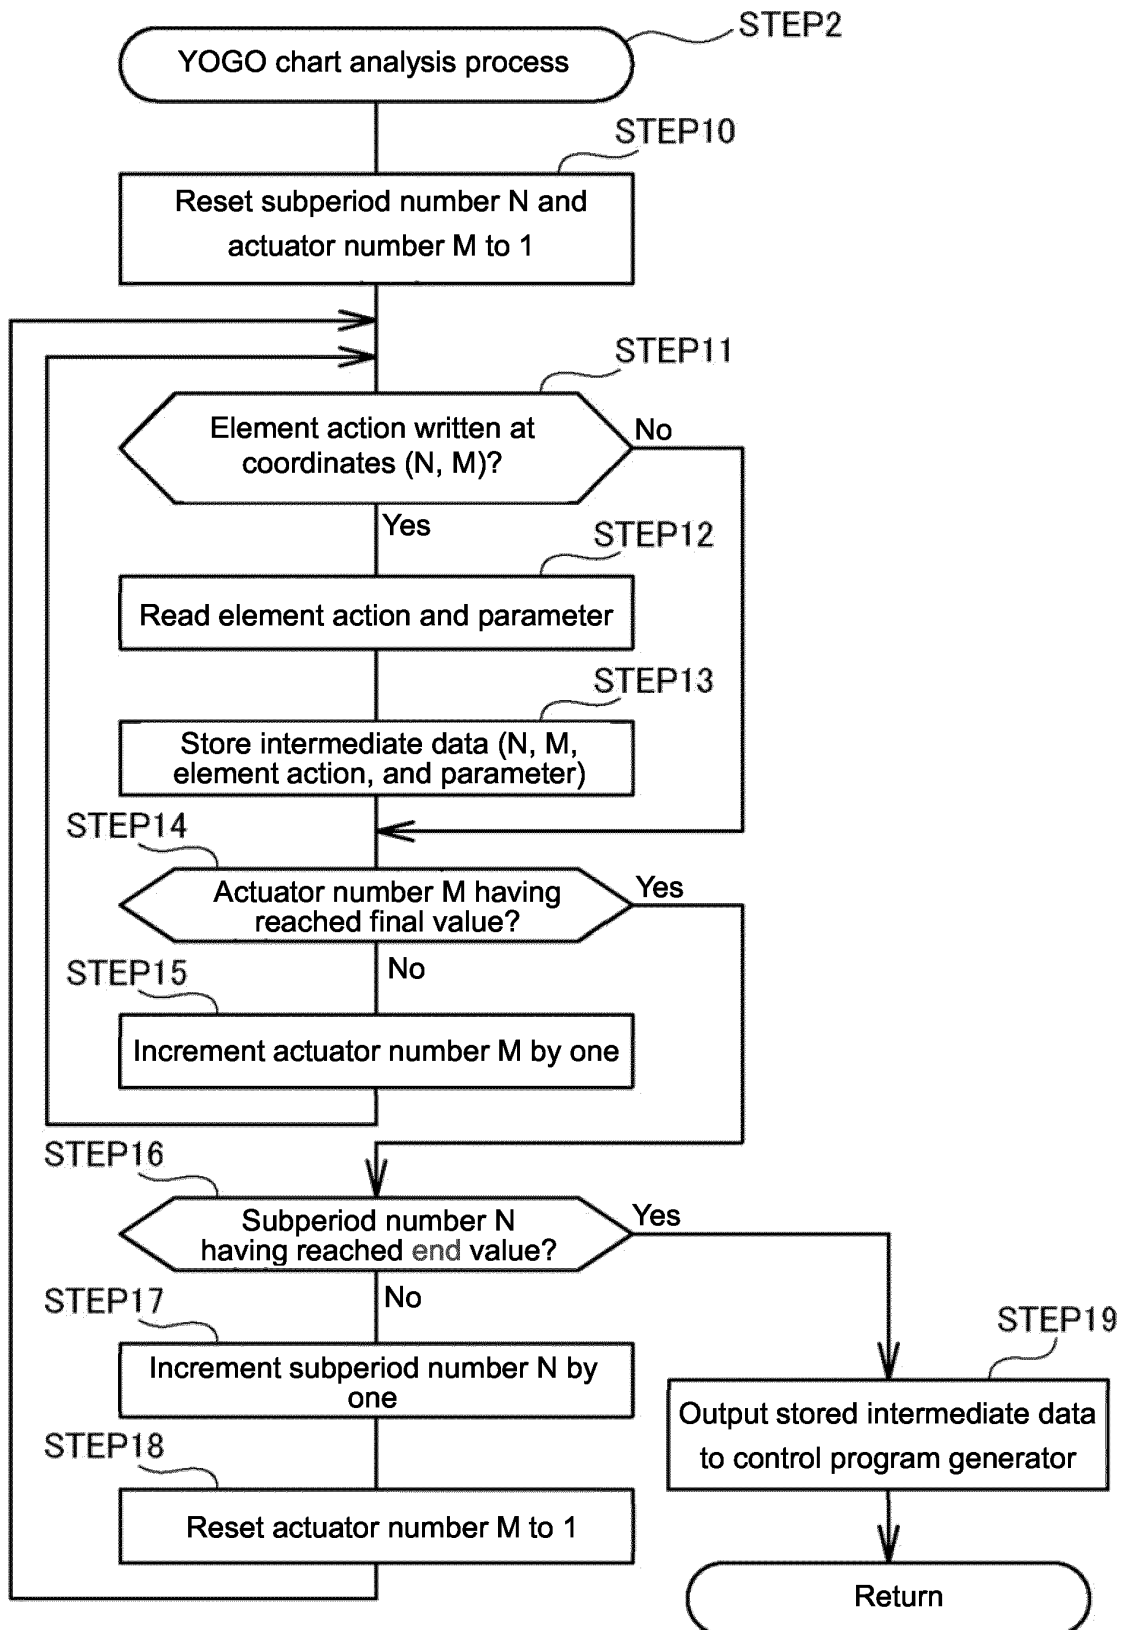 STEP2
YOGO chart analysis process
STEP10
Reset subperiod number N and
actuator number M to 1
STEP11
Element action written at
coordinates (N, M)?
No
Yes
STEP12
Read element action and parameter
STEP13
Store intermediate data (N, M,
element action, and parameter)
STEP14
Actuator number M having
reached final value?
Yes
No
STEP15
Increment actuator number M by one
STEP16
Subperiod number N
having reached end value?
Yes
No
STEP17
Increment subperiod number N by
one
STEP18
Reset actuator number M to 1
STEP19
Output stored intermediate data
to control program generator
Return